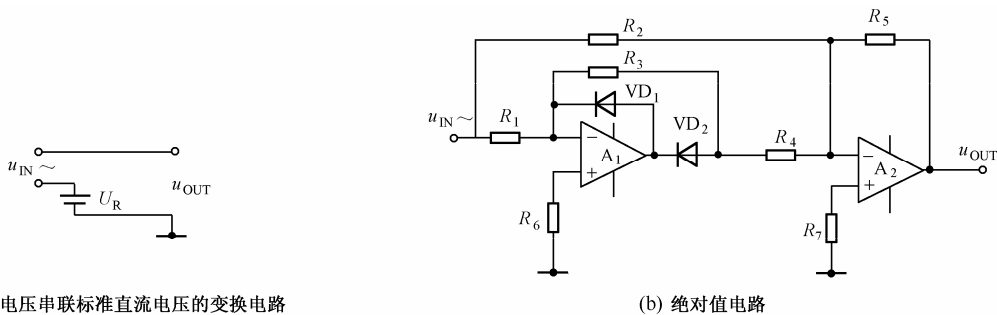 u_IN ~
u_OUT
U_R
电压串联标准直流电压的变换电路
R_2
R_5
R_3
VD_1
u_IN ~
R_1
VD_2
R_4
−
A_1
+
R_6
−
A_2
+
u_OUT
R_7
(b) 绝对值电路